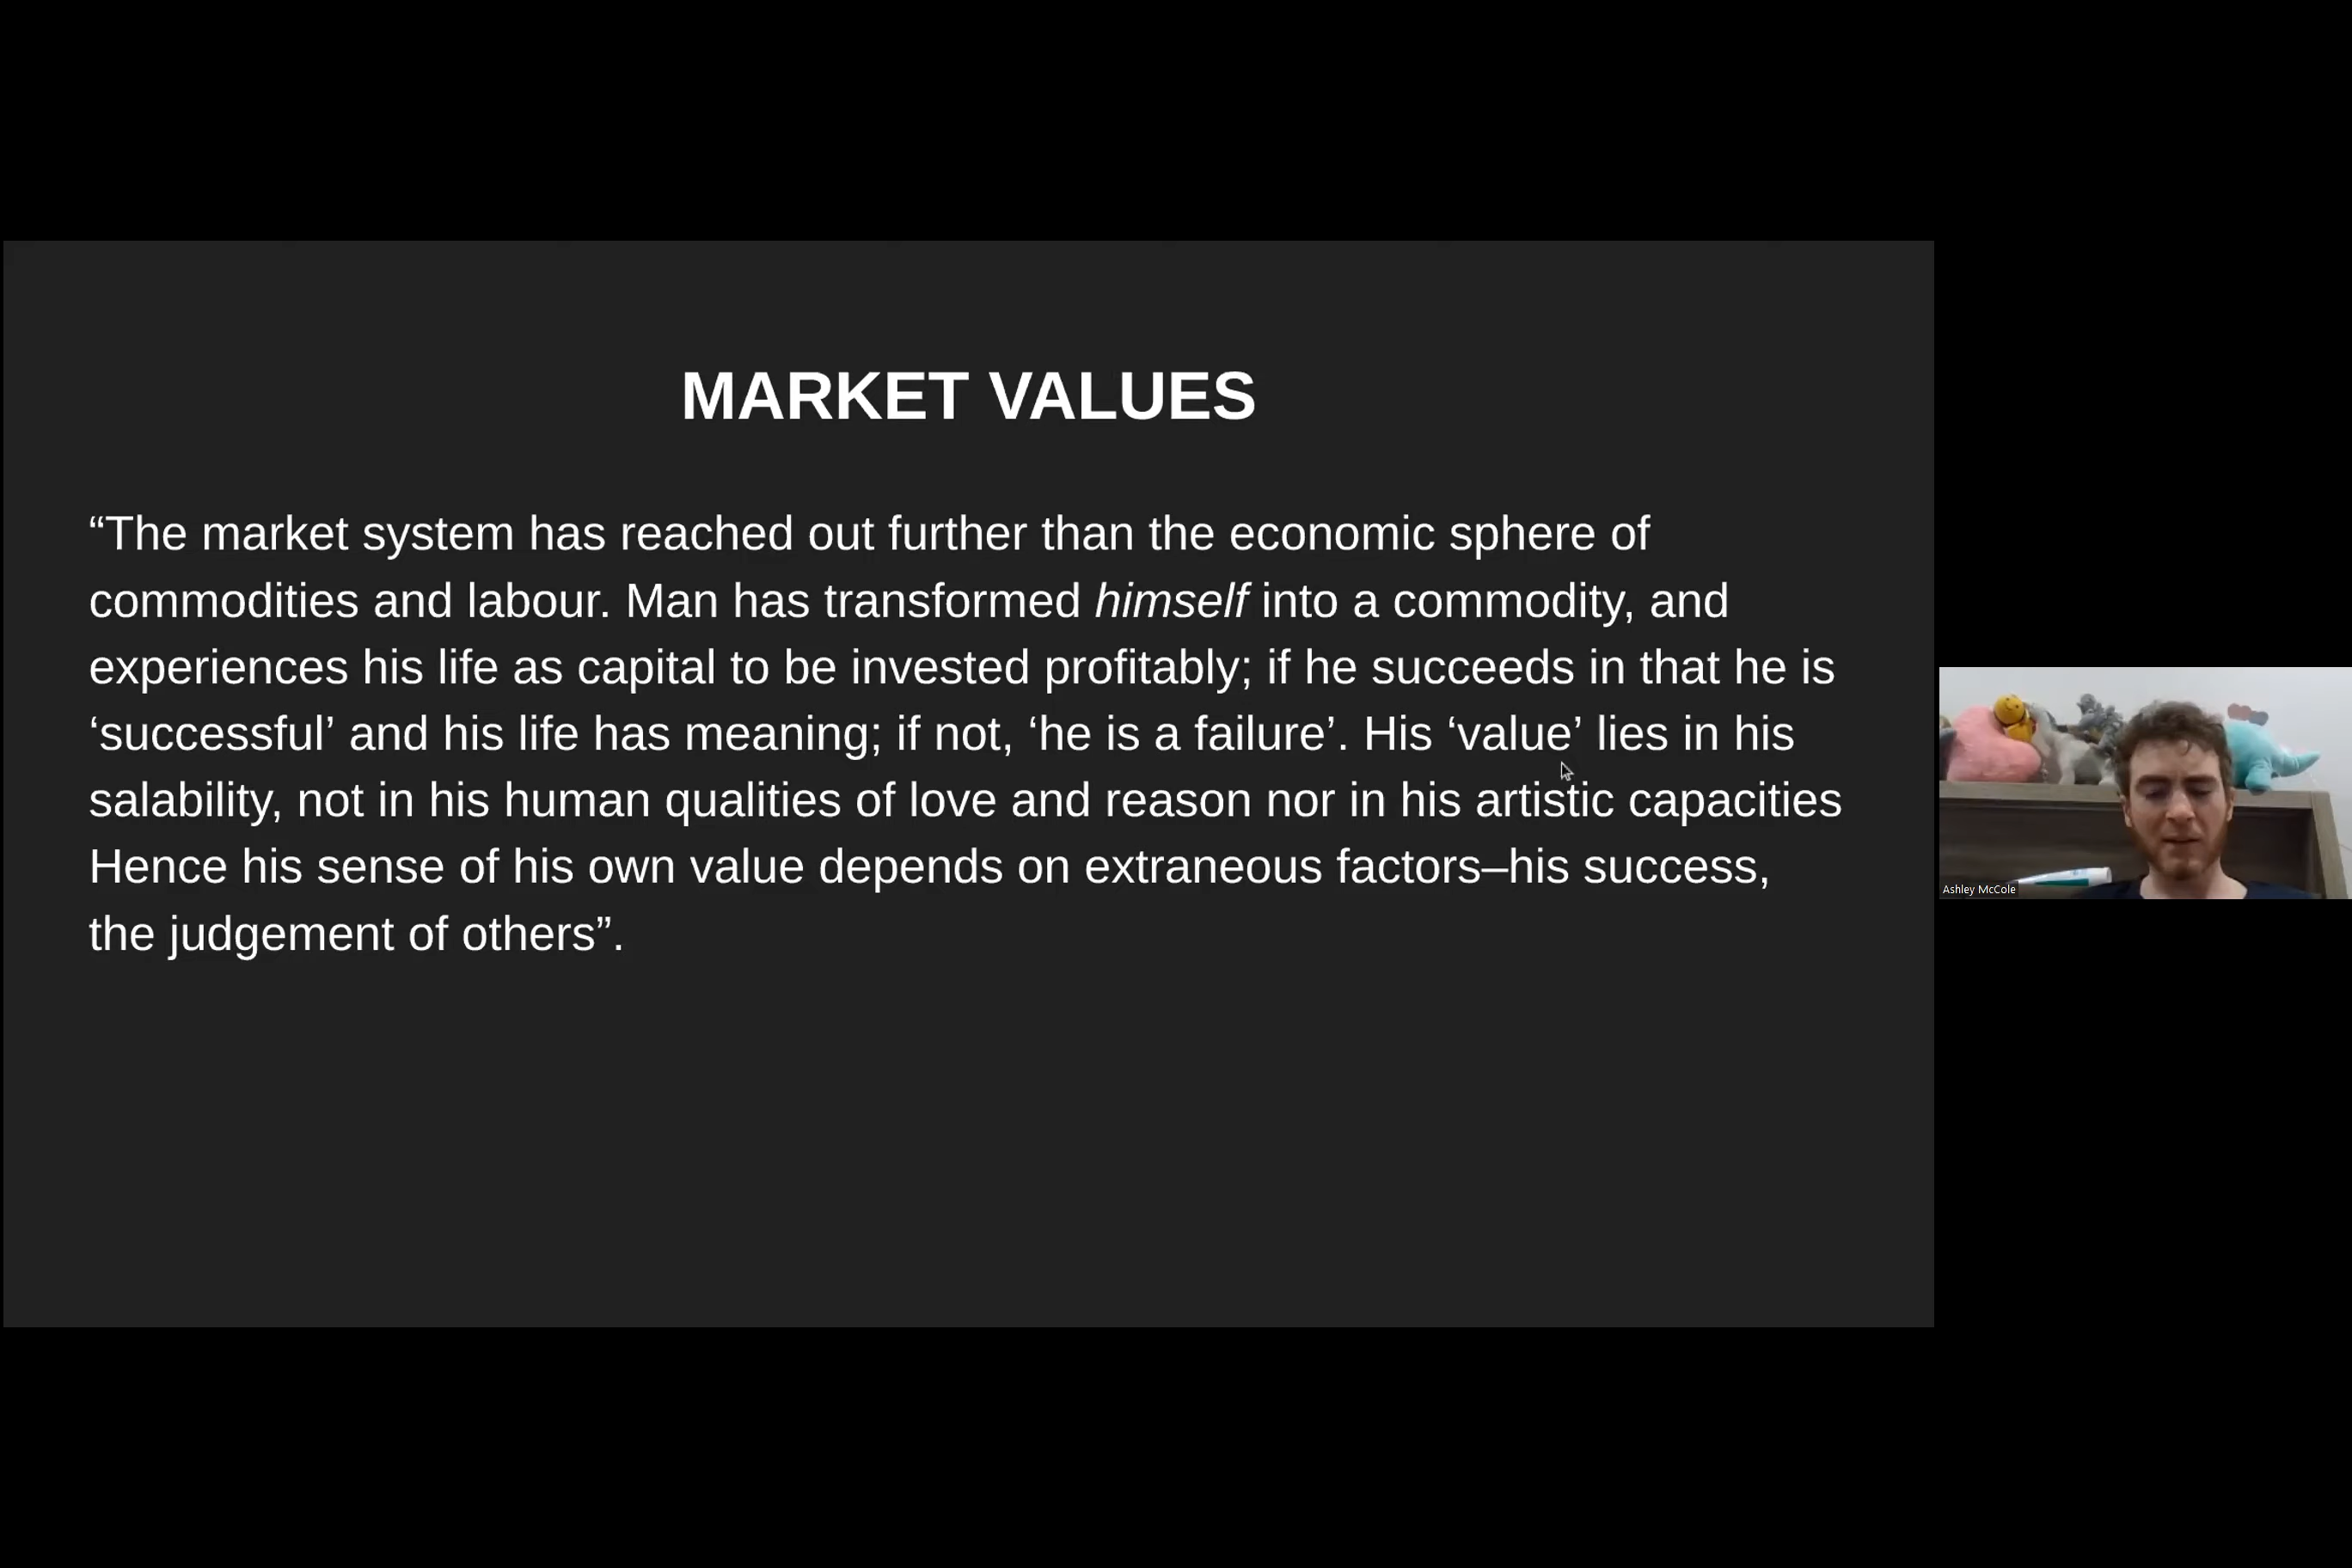 MARKET VALUES
“The market system has reached out further than the economic sphere of
commodities and labour. Man has transformed himself into a commodity, and
experiences his life as capital to be invested profitably; if he succeeds in that he is
‘successful’ and his life has meaning; if not, ‘he is a failure’. His ‘value’ lies in his
salability, not in his human qualities of love and reason nor in his artistic capacities
Hence his sense of his own value depends on extraneous factors–his success,
the judgement of others”.
Ashley McCole